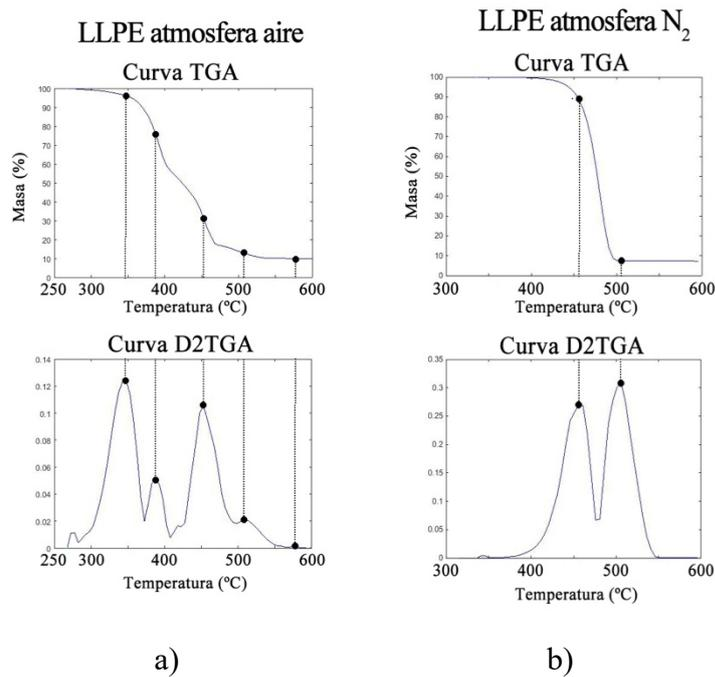 LLPE atmosfera aire
Curva TGA
Masa (%)
100
90
80
70
60
50
40
30
20
10
0
250 300 400 500 600
Temperatura (ºC)
Curva D2TGA
0.14
0.12
0.1
0.08
0.06
0.04
0.02
0
250 300 400 500 600
Temperatura (ºC)
a)
LLPE atmosfera N2
Curva TGA
Masa (%)
100
90
80
70
60
50
40
30
20
10
0
300 400 500 600
Temperatura (ºC)
Curva D2TGA
0.35
0.3
0.25
0.2
0.15
0.1
0.05
0
300 400 500 600
Temperatura (ºC)
b)